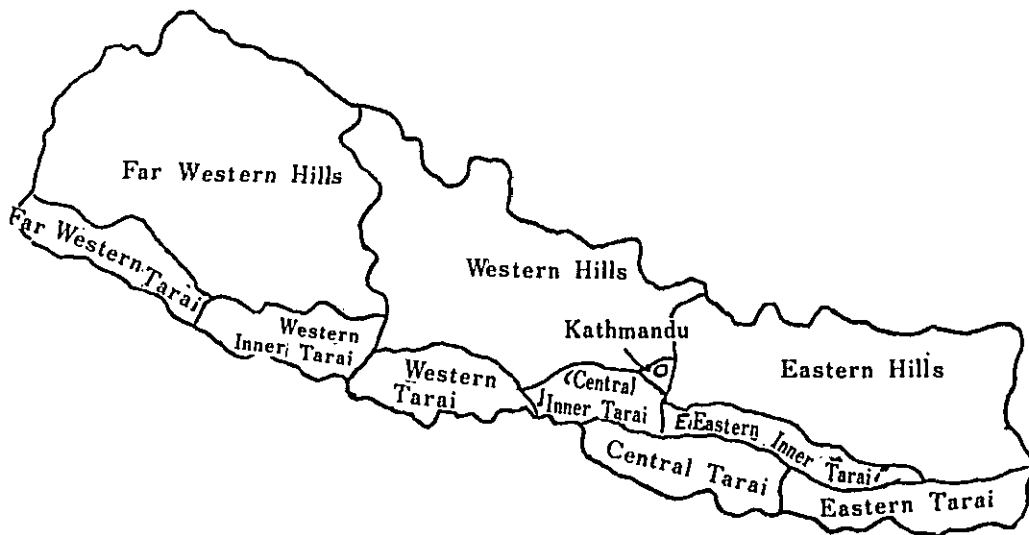 Far Western Hills
Far Western
Tarai
Western Hills
Western
Inner Tarai
Kathmandu
Western
Tarai
Central
Inner Tarai
Eastern Hills
Eastern Inner Tarai
Central Tarai
Eastern Tarai